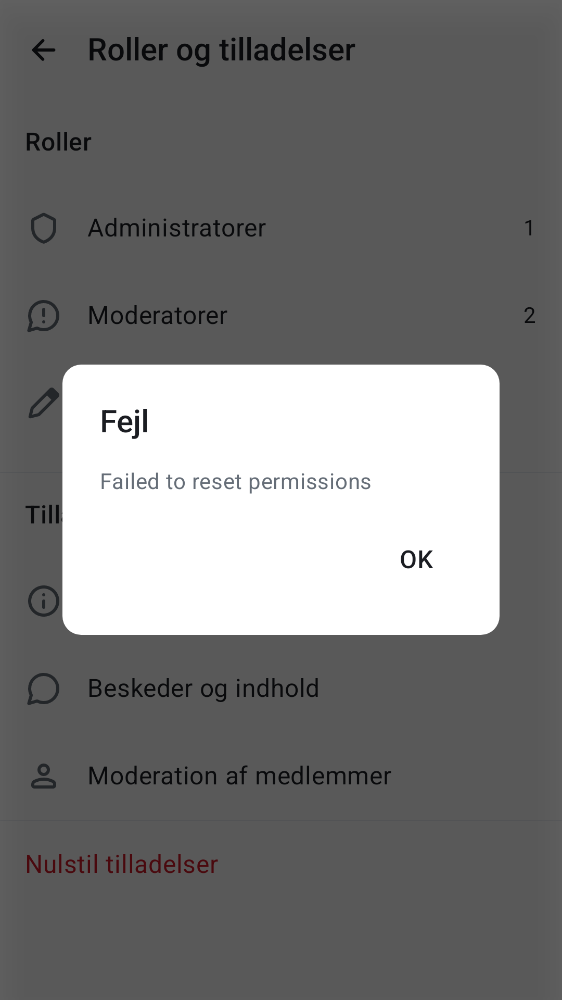 Roller og tilladelser
Roller
Administratorer
1
Moderatorer
2
Fejl
Failed to reset permissions
OK
Beskeder og indhold
Moderation af medlemmer
Nulstil tilladelser